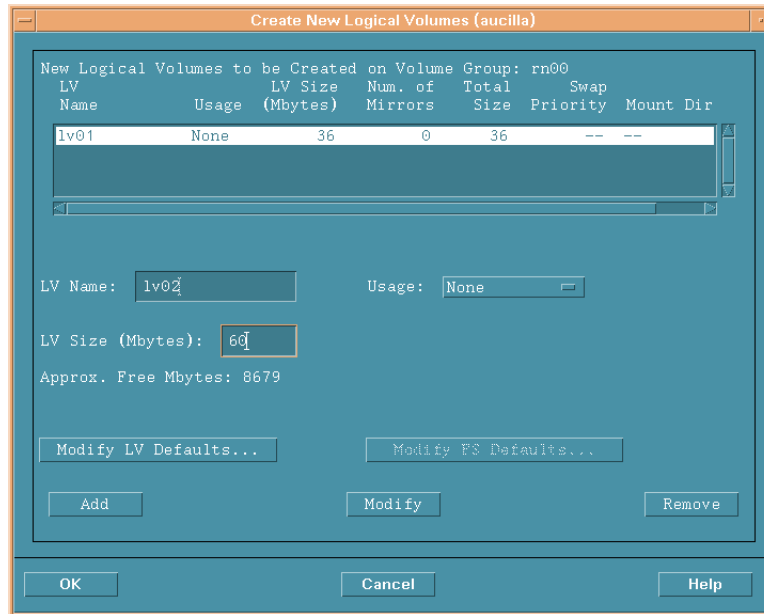 Create New Logical Volumes (aucilla)
New Logical Volumes to be Created on Volume Group: rn00
LV LV Size Num. of Total Swap
Name Usage (Mbytes) Mirrors Size Priority Mount Dir
lv01 None 36 0 36 -- --
LV Name: lv02 Usage: None
LV Size (Mbytes): 60
Approx. Free Mbytes: 8679
Modify LV Defaults... Modify FS Defaults...
Add Modify Remove
OK Cancel Help